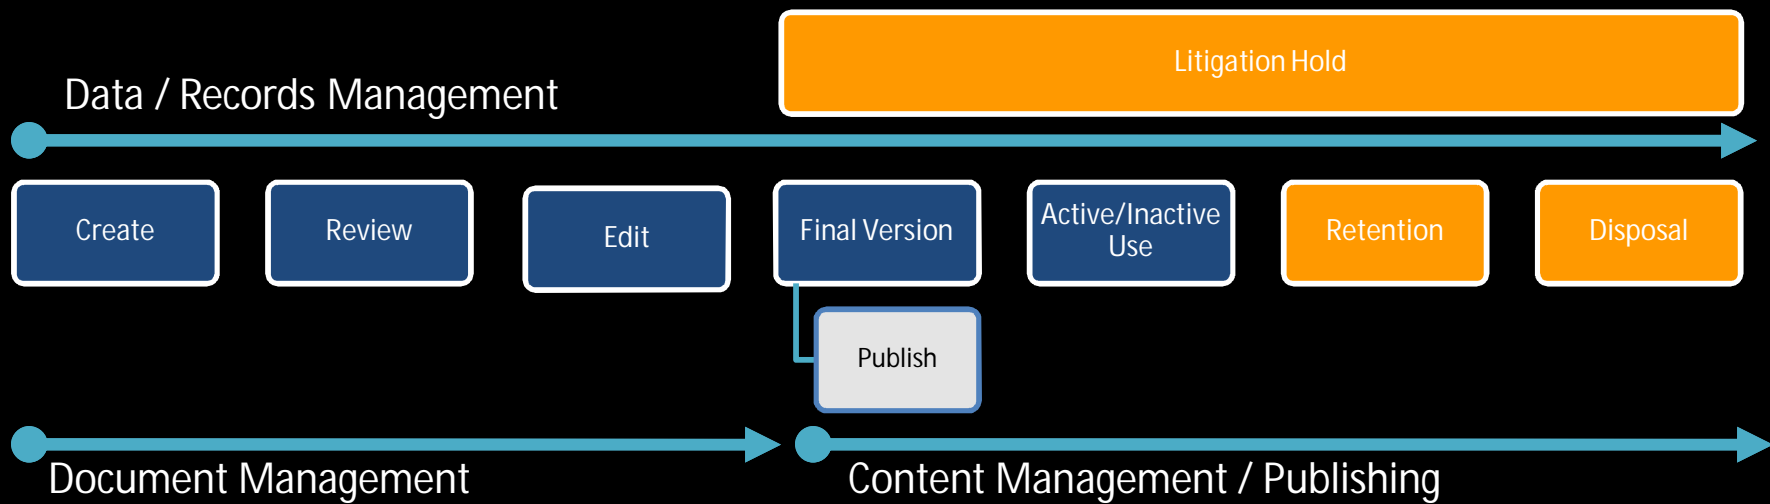 Litigation Hold
Data / Records Management
Create
Review
Edit
Final Version
Active/Inactive
Use
Retention
Disposal
Publish
Document Management
Content Management / Publishing